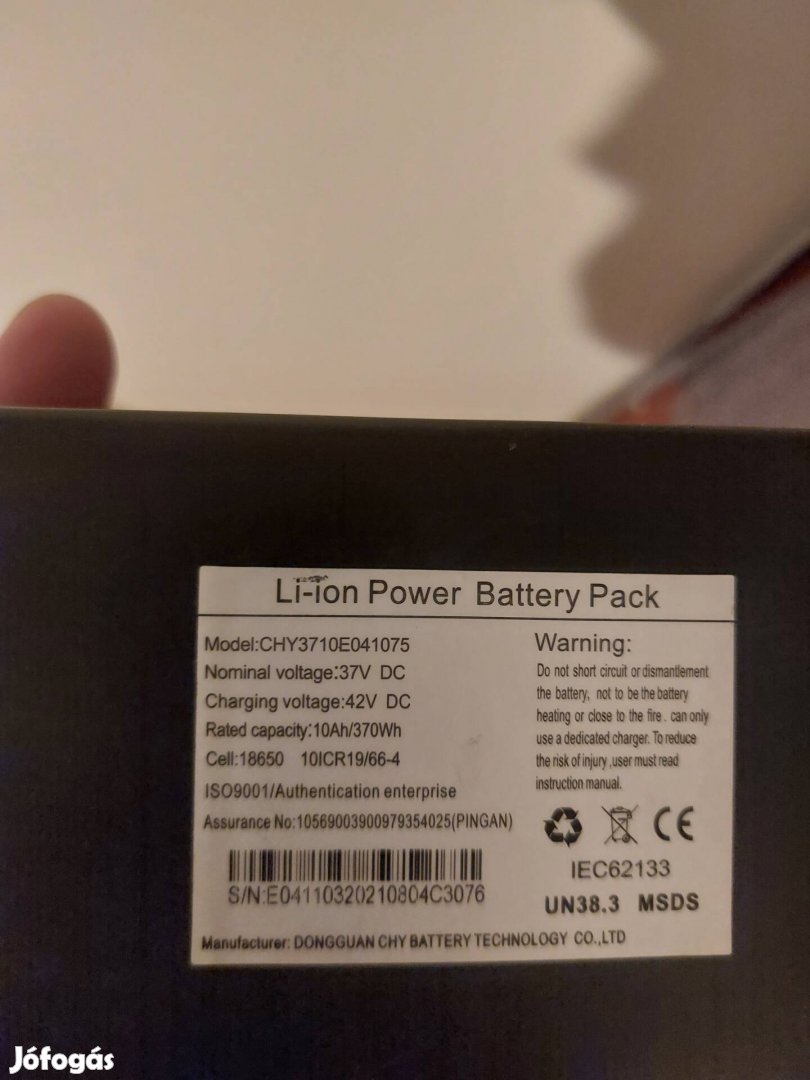 Li-ion Power Battery Pack
Model:CHY3710E041075
Nominal voltage:37V DC
Charging voltage:42V DC
Rated capacity:10Ah/370Wh
Cell:18650 10ICR19/66-4
ISO9001/Authentication enterprise
Assurance No:10569003900979354025(PINGAN)
S/N:E04110320210804C3076
Warning:
Do not short circuit or dismantlement
the battery, not to be the battery
heating or close to the fire . can only
use a dedicated charger. To reduce
the risk of injury ,user must read
instruction manual.
CE
IEC62133
UN38.3 MSDS
Manufacturer: DONGGUAN CHY BATTERY TECHNOLOGY CO.,LTD
Jófogás